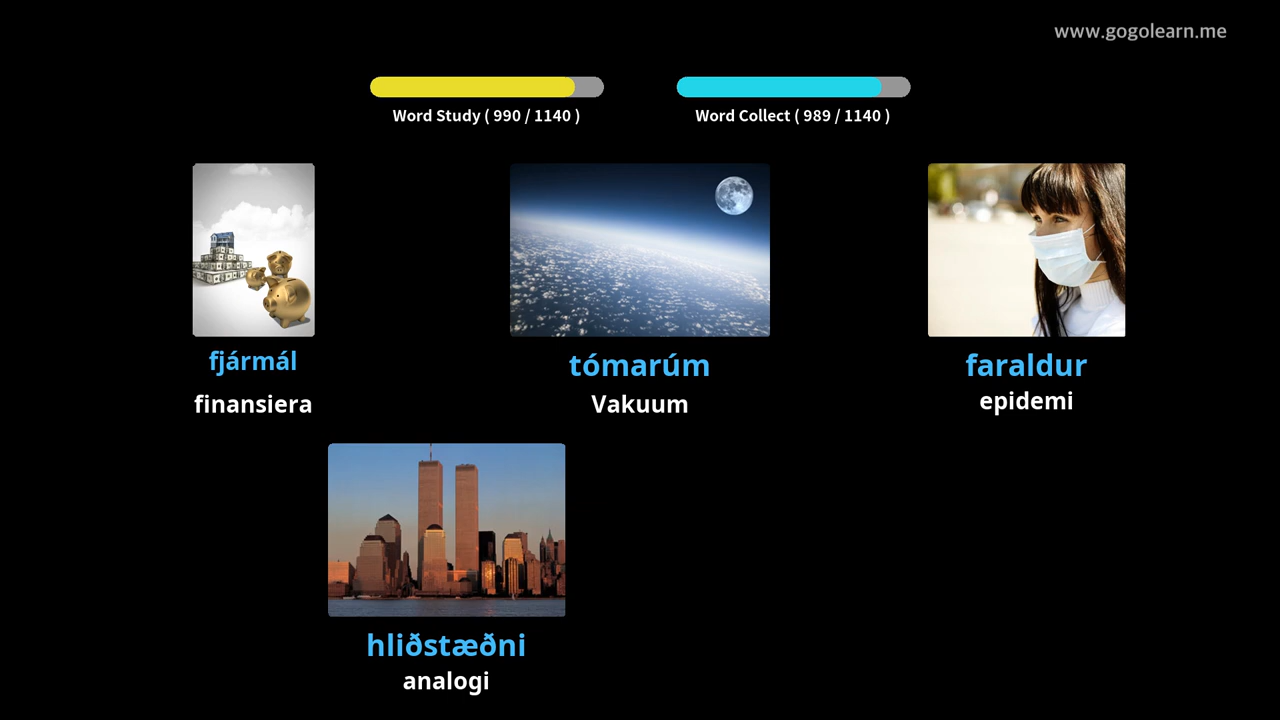 www.gogolearn.me
Word Study ( 990 / 1140 )
Word Collect ( 989 / 1140 )
fjármál
finansiera
tómarúm
Vakuum
faraldur
epidemi
hliðstæðni
analogi